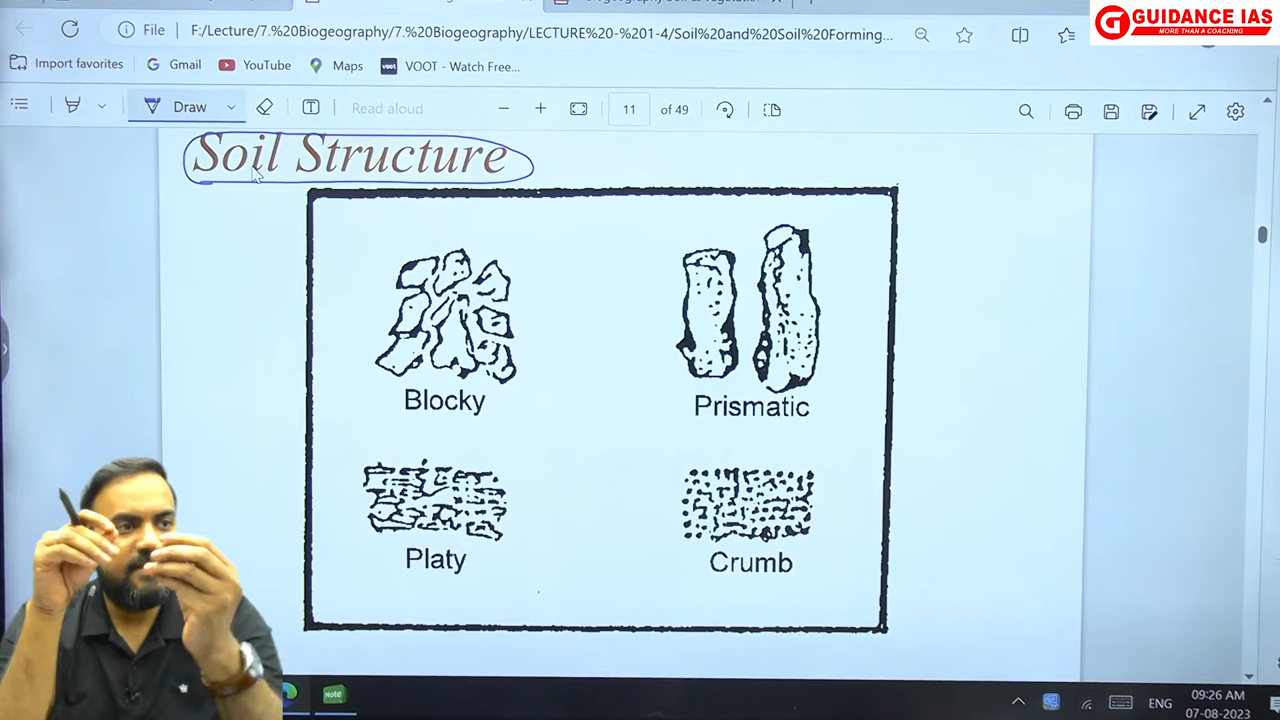 GUIDANCE IAS
MORE THAN A COACHING
File
F:/Lecture/7.%20Biogeography/7.%20Biogeography/LECTURE%20-%201-4/Soil%20and%20Soil%20Forming...
Import favorites
Gmail
YouTube
Maps
voot
VOOT - Watch Free...
Draw
Read aloud
11
of 49
Soil Structure
Blocky
Prismatic
Platy
Crumb
Note
ENG
09:26 AM
07-08-2023